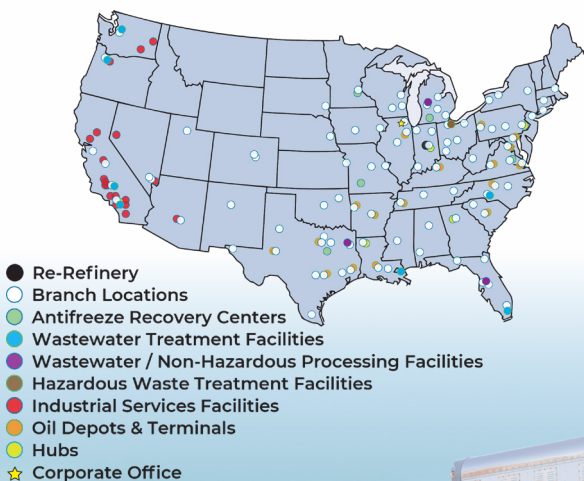 Re-Refinery
Branch Locations
Antifreeze Recovery Centers
Wastewater Treatment Facilities
Wastewater / Non-Hazardous Processing Facilities
Hazardous Waste Treatment Facilities
Industrial Services Facilities
Oil Depots & Terminals
Hubs
Corporate Office